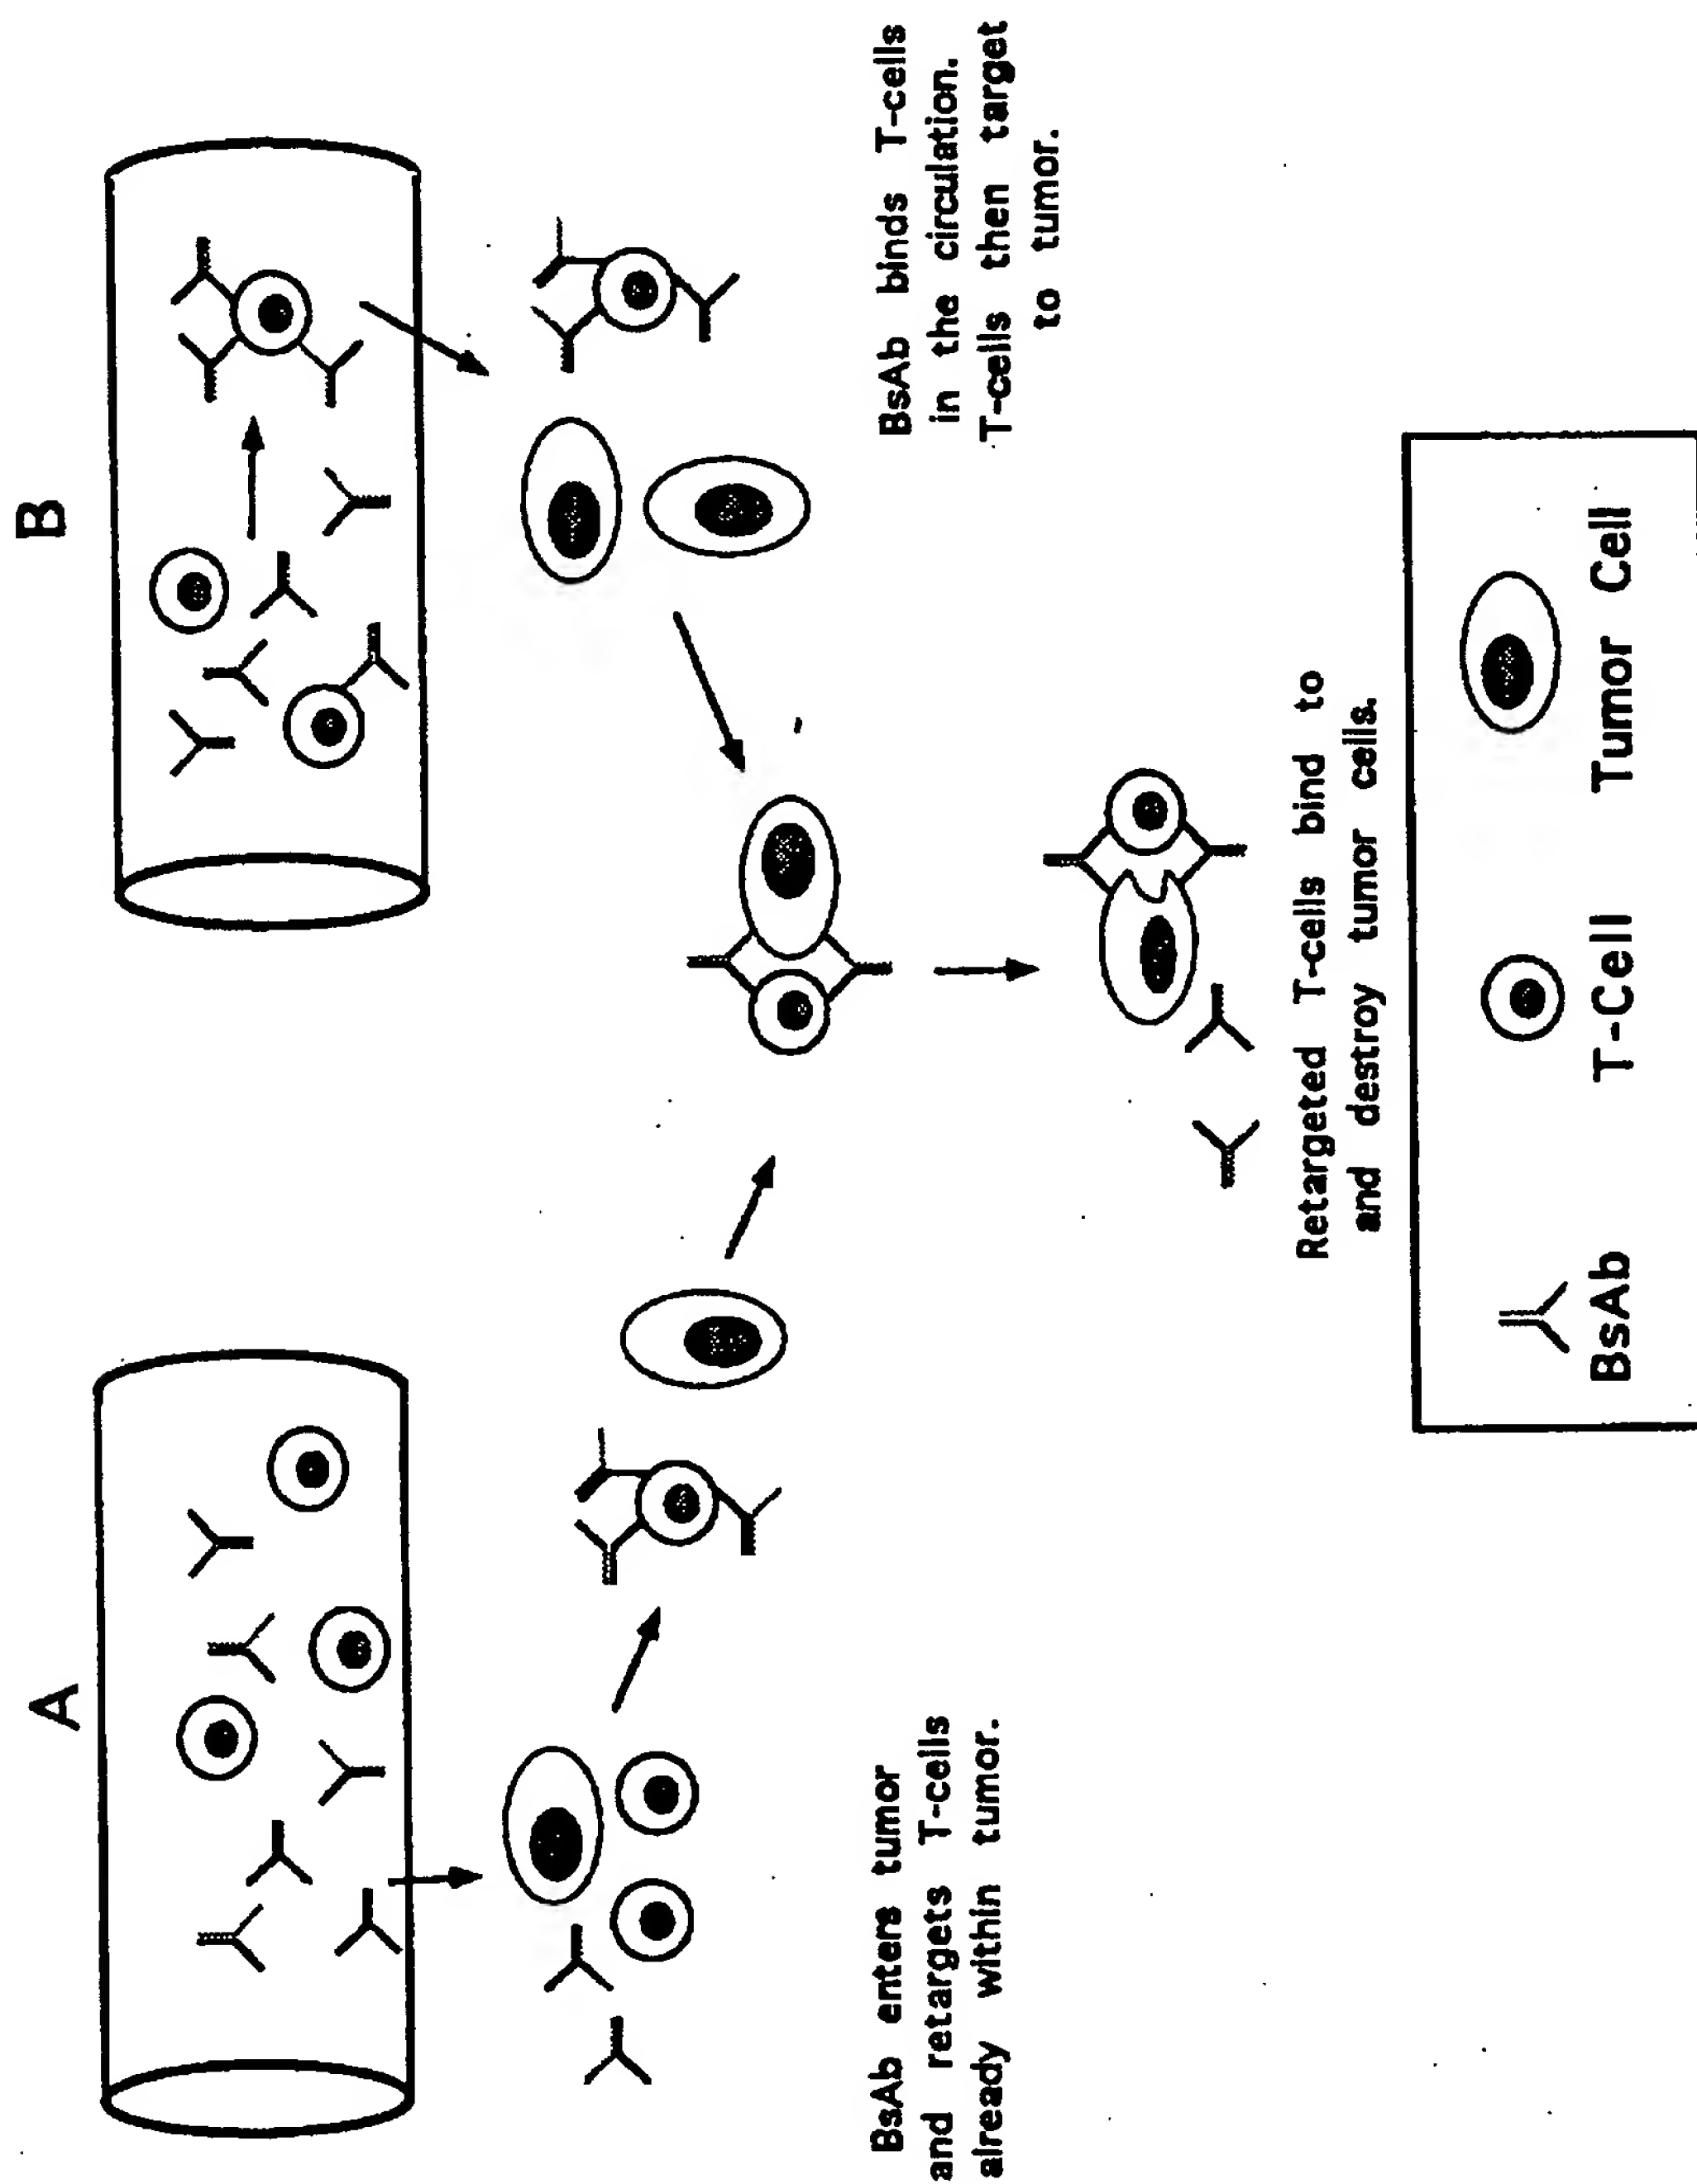 A
B
BsAb enters tumor
and retargets T-cells
already within tumor.
BsAb binds T-cells
in the circulation.
T-cells then target
to tumor.
Retargeted T-cells bind to
and destroy tumor cells.
BsAb
T-Cell
Tumor Cell